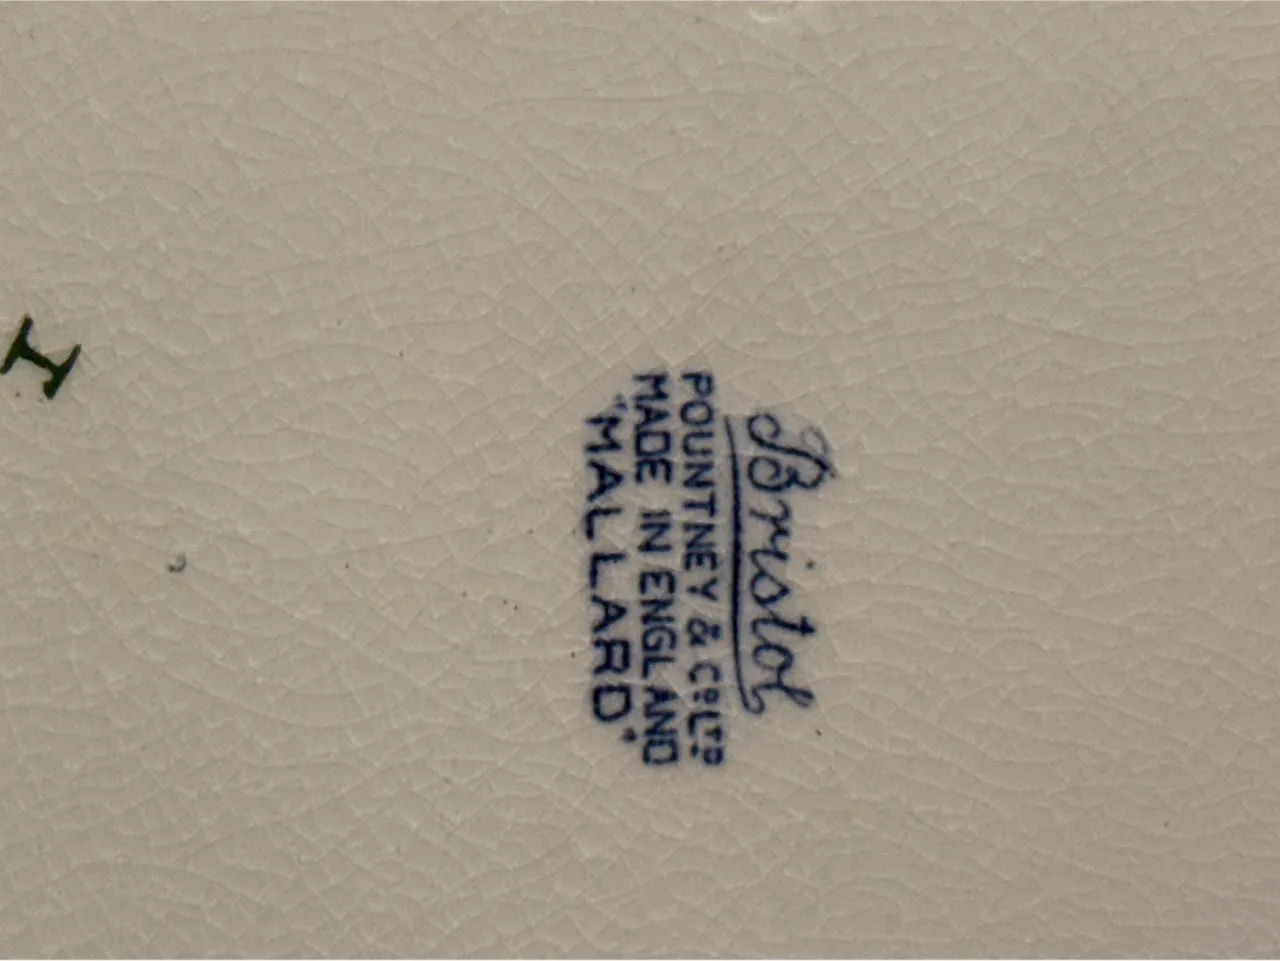 Bristol
POUNTNEY & Cº LTD
MADE IN ENGLAND
"MALLARD"
I